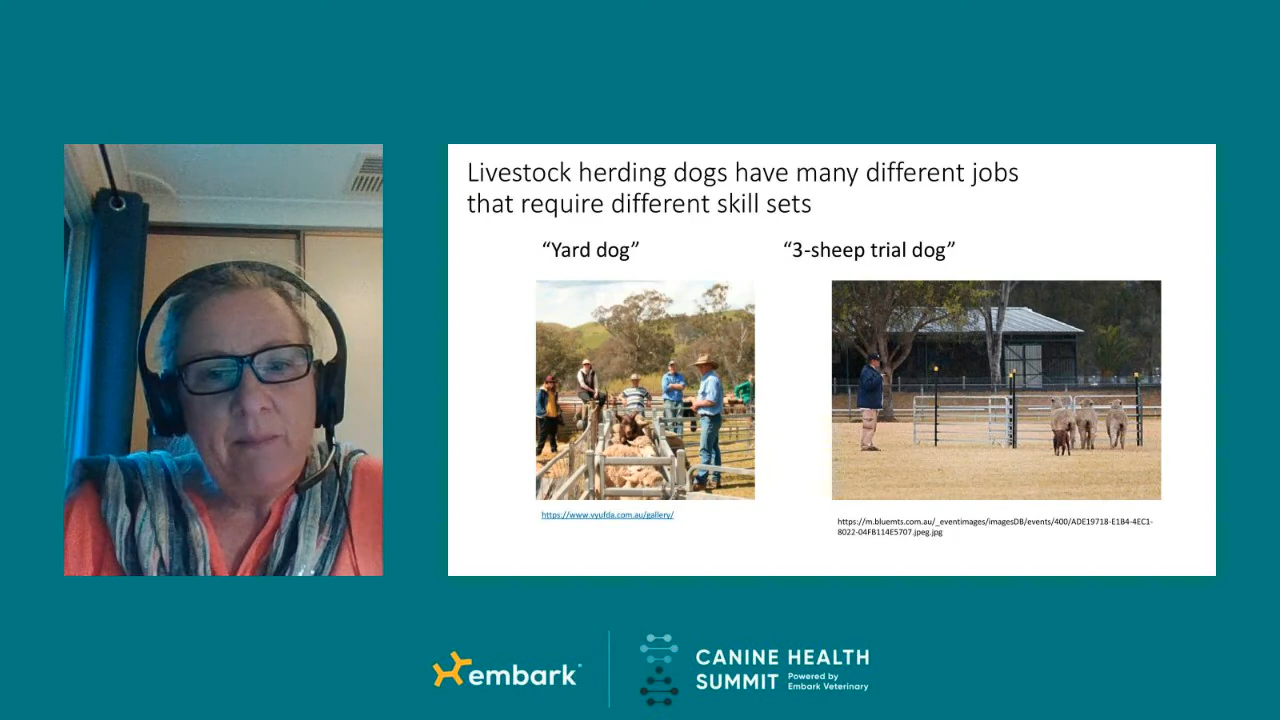 Livestock herding dogs have many different jobs
that require different skill sets
“Yard dog”
“3-sheep trial dog”
https://www.vyufda.com.au/gallery/
https://m.bluemts.com.au/_eventimages/imagesDB/events/400/ADE19718-E1B4-4EC1-
8022-04FB114E5707.jpeg.jpg
embark
CANINE HEALTH
SUMMIT
Powered by
Embark Veterinary